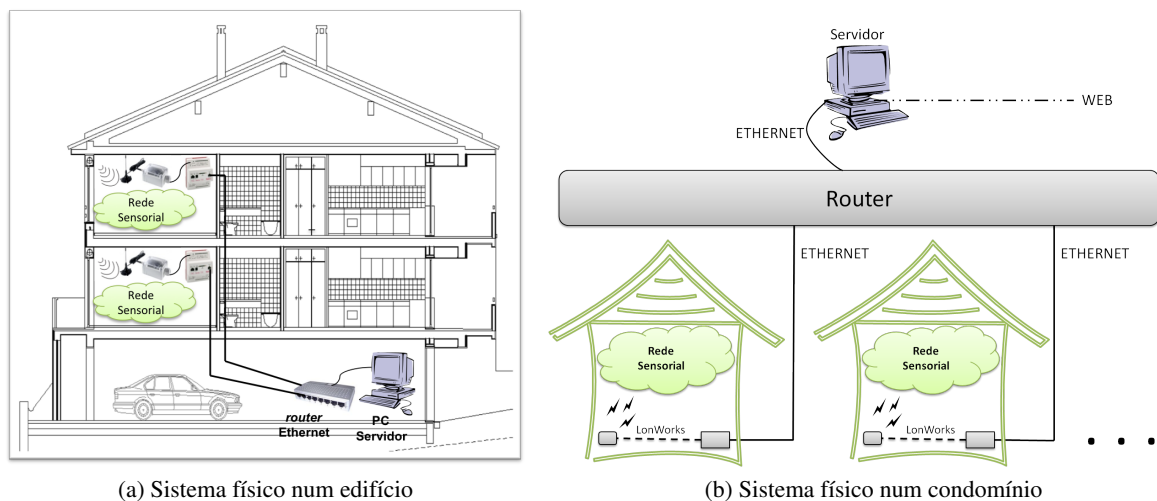 Rede
Sensorial
Rede
Sensorial
router
Ethernet
PC
Servidor
(a) Sistema físico num edifício
Servidor
WEB
ETHERNET
Router
ETHERNET
ETHERNET
Rede
Sensorial
LonWorks
Rede
Sensorial
LonWorks
(b) Sistema físico num condomínio